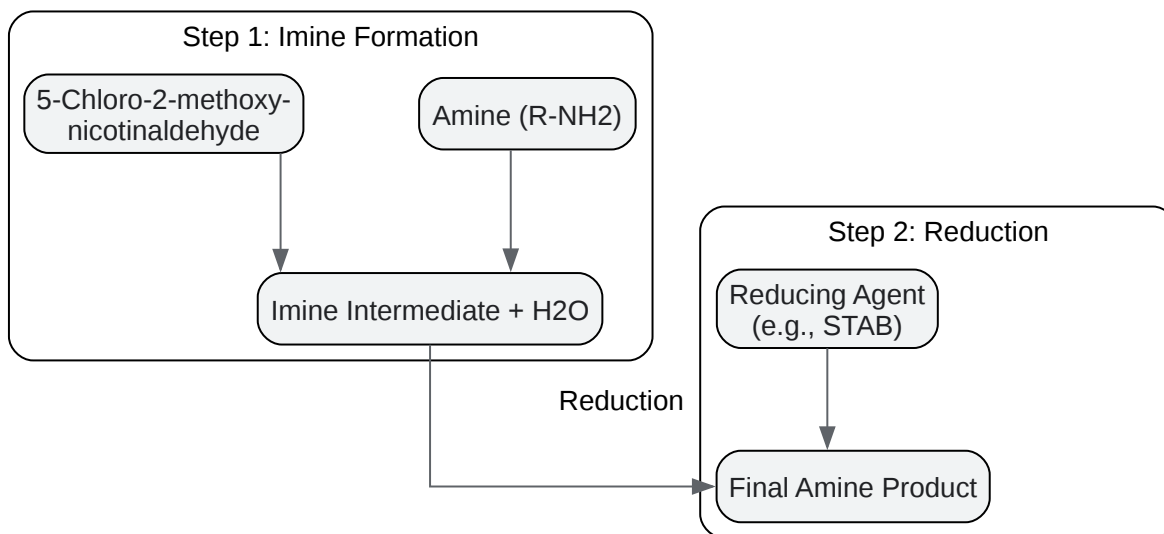 Step 1: Imine Formation
5-Chloro-2-methoxy-
nicotinaldehyde
Amine (R-NH2)
Imine Intermediate + H2O
Reduction
Step 2: Reduction
Reducing Agent
(e.g., STAB)
Final Amine Product